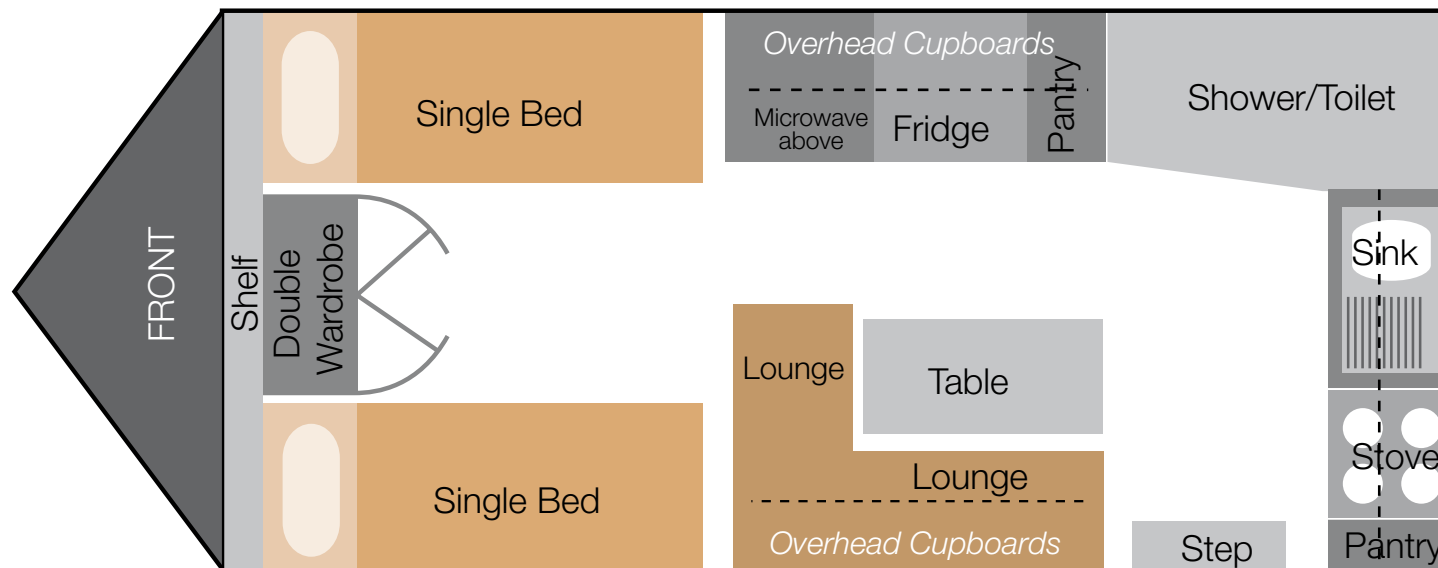 FRONT
Shelf
Single Bed
Double
Wardrobe
Single Bed
Overhead Cupboards
Microwave
above
Fridge
Pantry
Shower/Toilet
Sink
Lounge
Table
Lounge
Overhead Cupboards
Stove
Step
Pantry